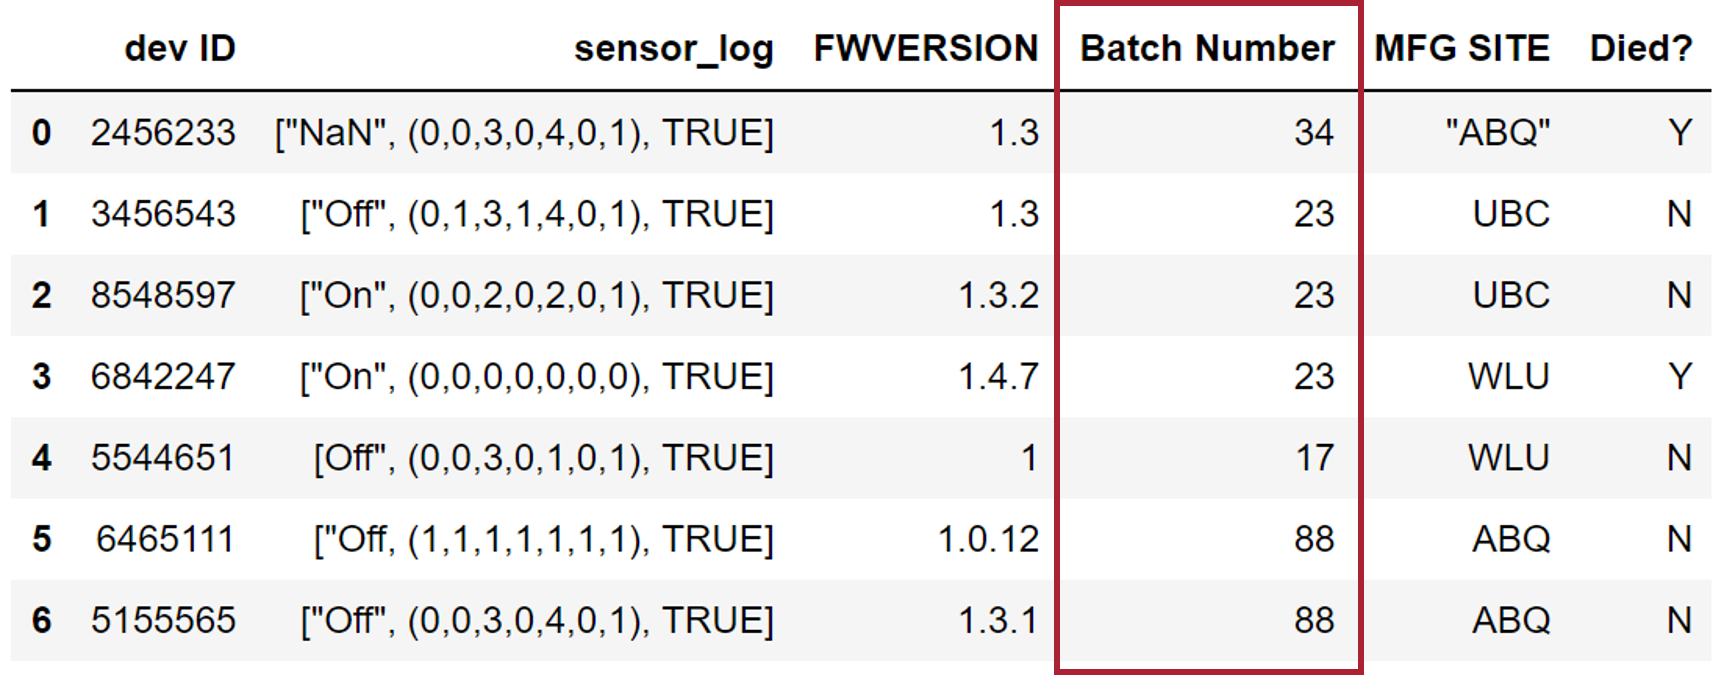 dev ID sensor_log FWVERSION Batch Number MFG SITE Died?
0 2456233 ["NaN", (0,0,3,0,4,0,1), TRUE] 1.3 34 "ABQ" Y
1 3456543 ["Off", (0,1,3,1,4,0,1), TRUE] 1.3 23 UBC N
2 8548597 ["On", (0,0,2,0,2,0,1), TRUE] 1.3.2 23 UBC N
3 6842247 ["On", (0,0,0,0,0,0,0), TRUE] 1.4.7 23 WLU Y
4 5544651 [Off", (0,0,3,0,1,0,1), TRUE] 1 17 WLU N
5 6465111 ["Off, (1,1,1,1,1,1,1), TRUE] 1.0.12 88 ABQ N
6 5155565 ["Off", (0,0,3,0,4,0,1), TRUE] 1.3.1 88 ABQ N